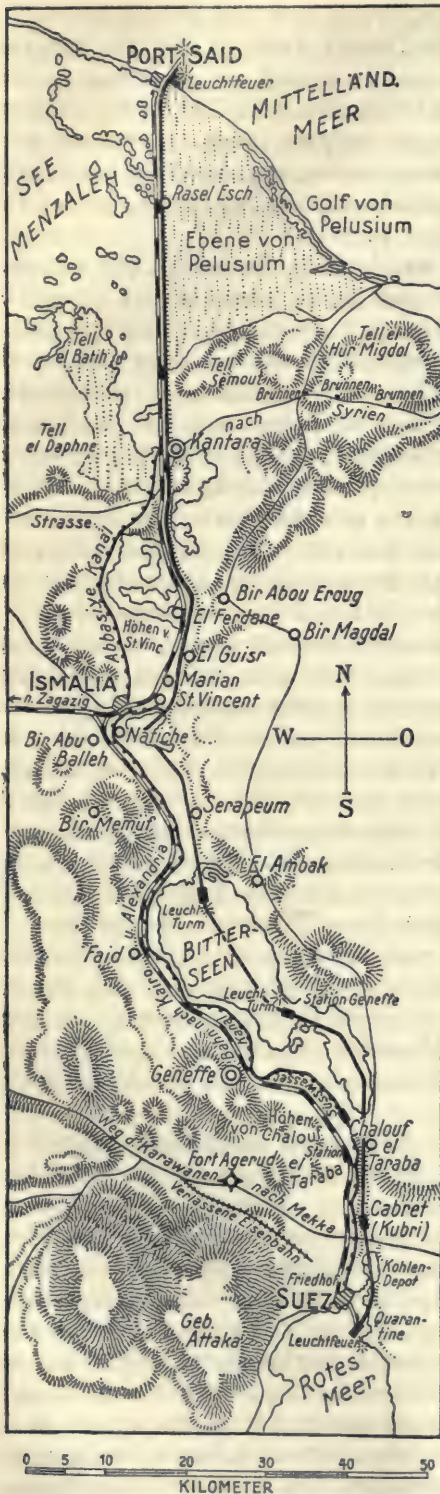 PORT SAID
Leuchtfeuer
MITTELLÄND.
MEER
SEE
MENZALEH
Rasel Esch
Golf von
Pelusium
Ebene von
Pelusium
Tell
el Batih
Tell
Semout
Tell el
Hur Migdol
Brunnen
Brunnen
Brunnen
nach
Syrien
Tell
el Daphne
Kantara
Strasse
Abbasiye Kanal
Bir Abou Eroug
El Ferdane
Höhen v.
St. Vinc
Bir Magdal
El Guisr
ISMALIA
Marian
n. Zagazig
St. Vincent
N
W
O
S
Bir Abu
Balleh
Nafiche
Serapeum
Bir Memuf
El Ambak
Leucht
Turm
BITTER-
SEEN
Faid
Bahn nach Kairo u. Alexandria
Leucht
Turm
Station Geneffe
Geneffe
Süsswasser
Kanal
Höhen
von Chalouf
el
Taraba
Station
Chalouf
el
Taraba
Weg d. Karawanen
nach Mekka
Fort Agerud
Verlassene Eisenbahn
Cabret
(Kubri)
Kohlen-
Depot
Friedhof
SUEZ
Quaran-
tine
Geb.
Attaka
Leuchtfeuer
Rotes
Meer
0 5 10 20 30 40 50
KILOMETER